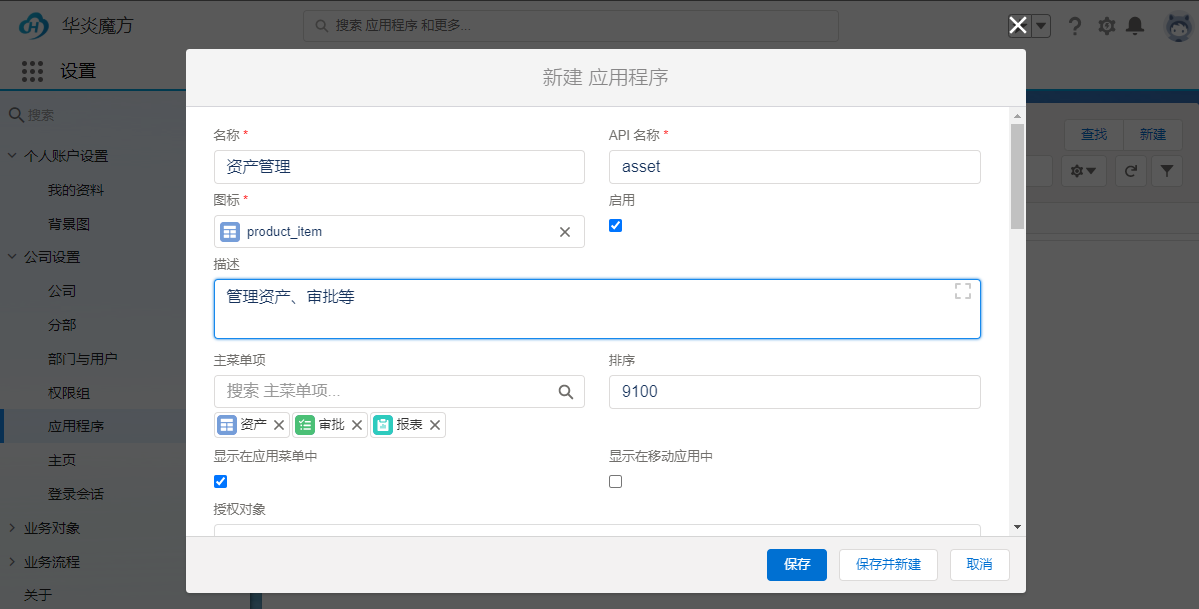 华炎魔方
搜索 应用程序 和更多...
设置
搜索
个人账户设置
我的资料
背景图
公司设置
公司
分部
部门与用户
权限组
应用程序
主页
登录会话
业务对象
业务流程
关于
查找
新建
新建 应用程序
名称 *
资产管理
API 名称 *
asset
图标 *
product_item
启用
描述
管理资产、审批等
主菜单项
搜索 主菜单项...
资产
审批
报表
排序
9100
显示在应用菜单中
显示在移动应用中
授权对象
保存
保存并新建
取消